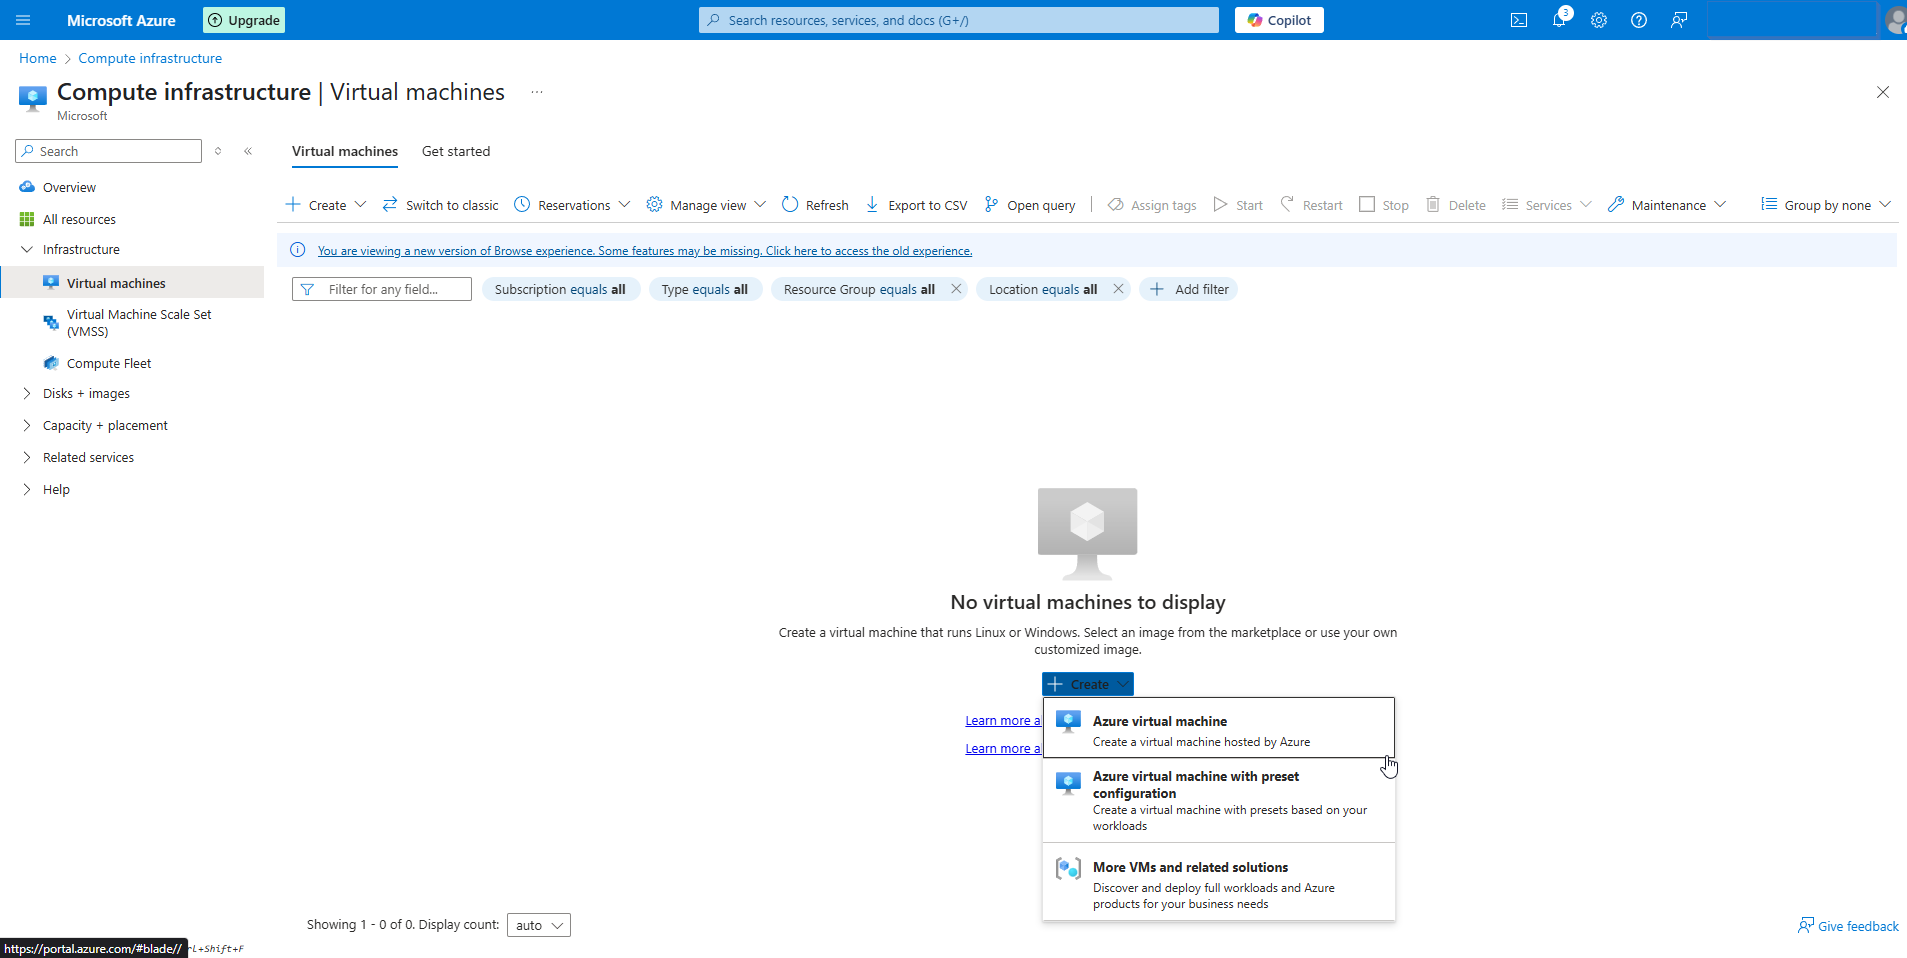 Microsoft Azure
Upgrade
Search resources, services, and docs (G+/)
Copilot
3
Home > Compute infrastructure
Compute infrastructure | Virtual machines ...
Microsoft
Search
Virtual machines Get started
Overview
All resources
Infrastructure
Virtual machines
Virtual Machine Scale Set
(VMSS)
Compute Fleet
Disks + images
Capacity + placement
Related services
Help
Create Switch to classic Reservations Manage view Refresh Export to CSV Open query Assign tags Start Restart Stop Delete Services Maintenance Group by none
You are viewing a new version of Browse experience. Some features may be missing. Click here to access the old experience.
Filter for any field... Subscription equals all Type equals all Resource Group equals all Location equals all Add filter
No virtual machines to display
Create a virtual machine that runs Linux or Windows. Select an image from the marketplace or use your own
customized image.
Create
Learn more a
Learn more a
Azure virtual machine
Create a virtual machine hosted by Azure
Azure virtual machine with preset
configuration
Create a virtual machine with presets based on your
workloads
More VMs and related solutions
Discover and deploy full workloads and Azure
products for your business needs
Showing 1 - 0 of 0. Display count: auto
Give feedback
https://portal.azure.com/#blade// rl+Shift+F